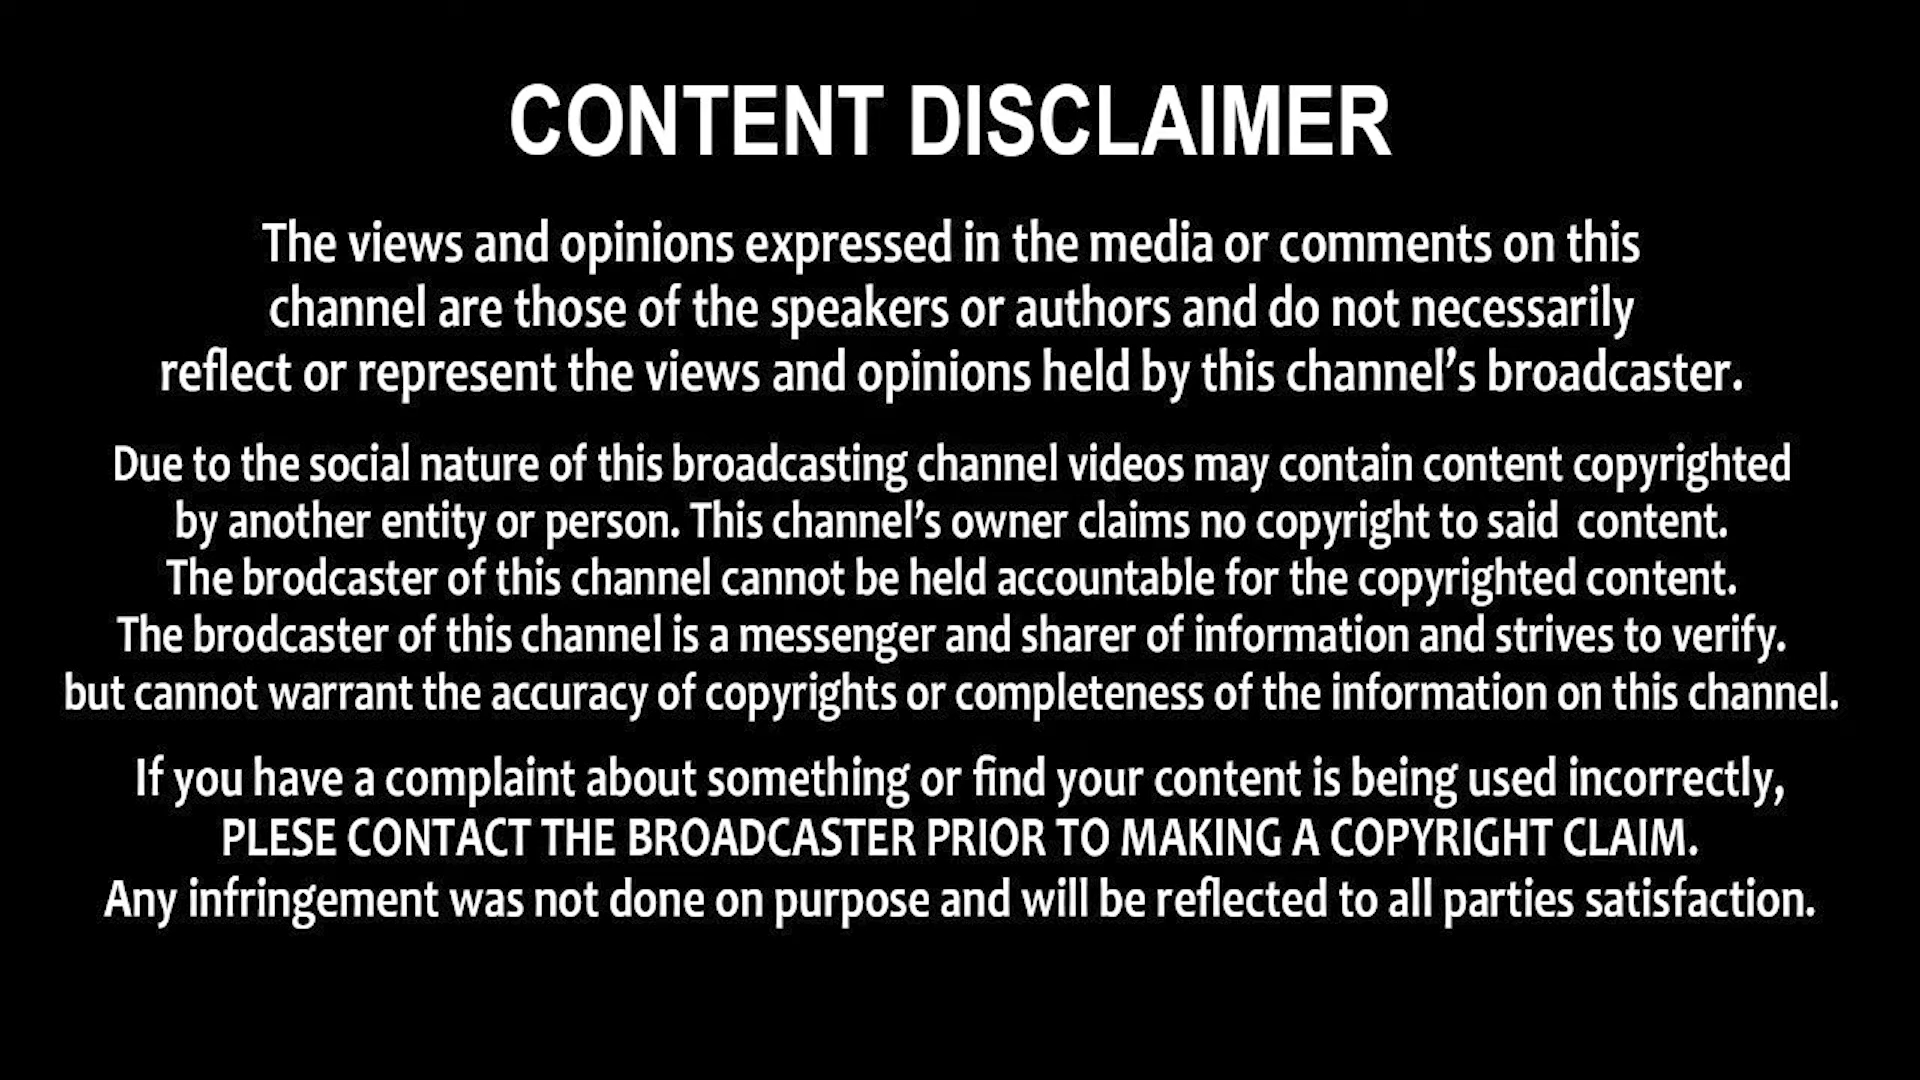 CONTENT DISCLAIMER
The views and opinions expressed in the media or comments on this
channel are those of the speakers or authors and do not necessarily
reflect or represent the views and opinions held by this channel’s broadcaster.
Due to the social nature of this broadcasting channel videos may contain content copyrighted
by another entity or person. This channel’s owner claims no copyright to said content.
The brodcaster of this channel cannot be held accountable for the copyrighted content.
The brodcaster of this channel is a messenger and sharer of information and strives to verify.
but cannot warrant the accuracy of copyrights or completeness of the information on this channel.
If you have a complaint about something or find your content is being used incorrectly,
PLESE CONTACT THE BROADCASTER PRIOR TO MAKING A COPYRIGHT CLAIM.
Any infringement was not done on purpose and will be reflected to all parties satisfaction.